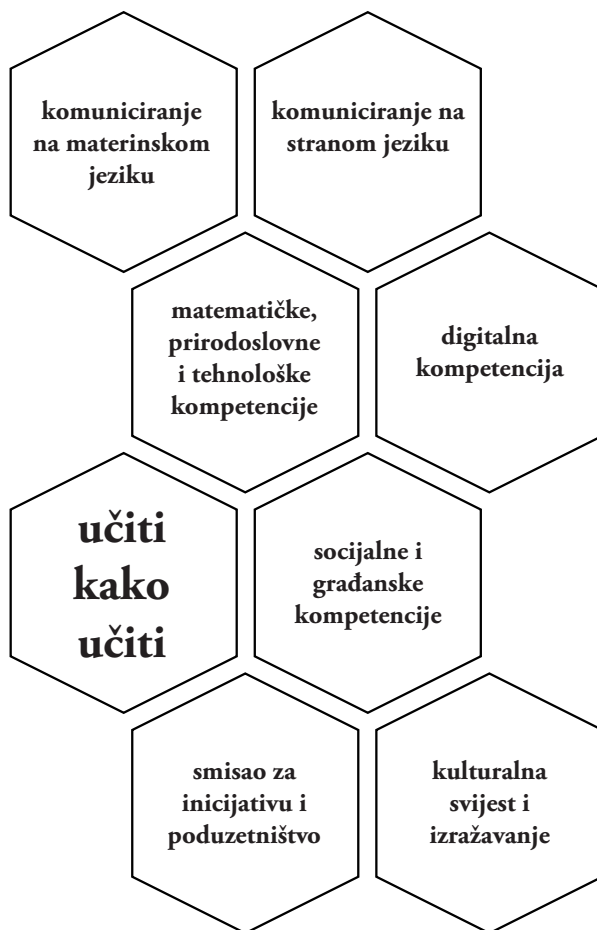 komuniciranje
na materinskom
jeziku
komuniciranje na
stranom jeziku
matematičke,
prirodoslovne
i tehnološke
kompetencije
digitalna
kompetencija
učiti
kako
učiti
socijalne i
građanske
kompetencije
smisao za
inicijativu i
poduzetništvo
kulturalna
svijest i
izražavanje